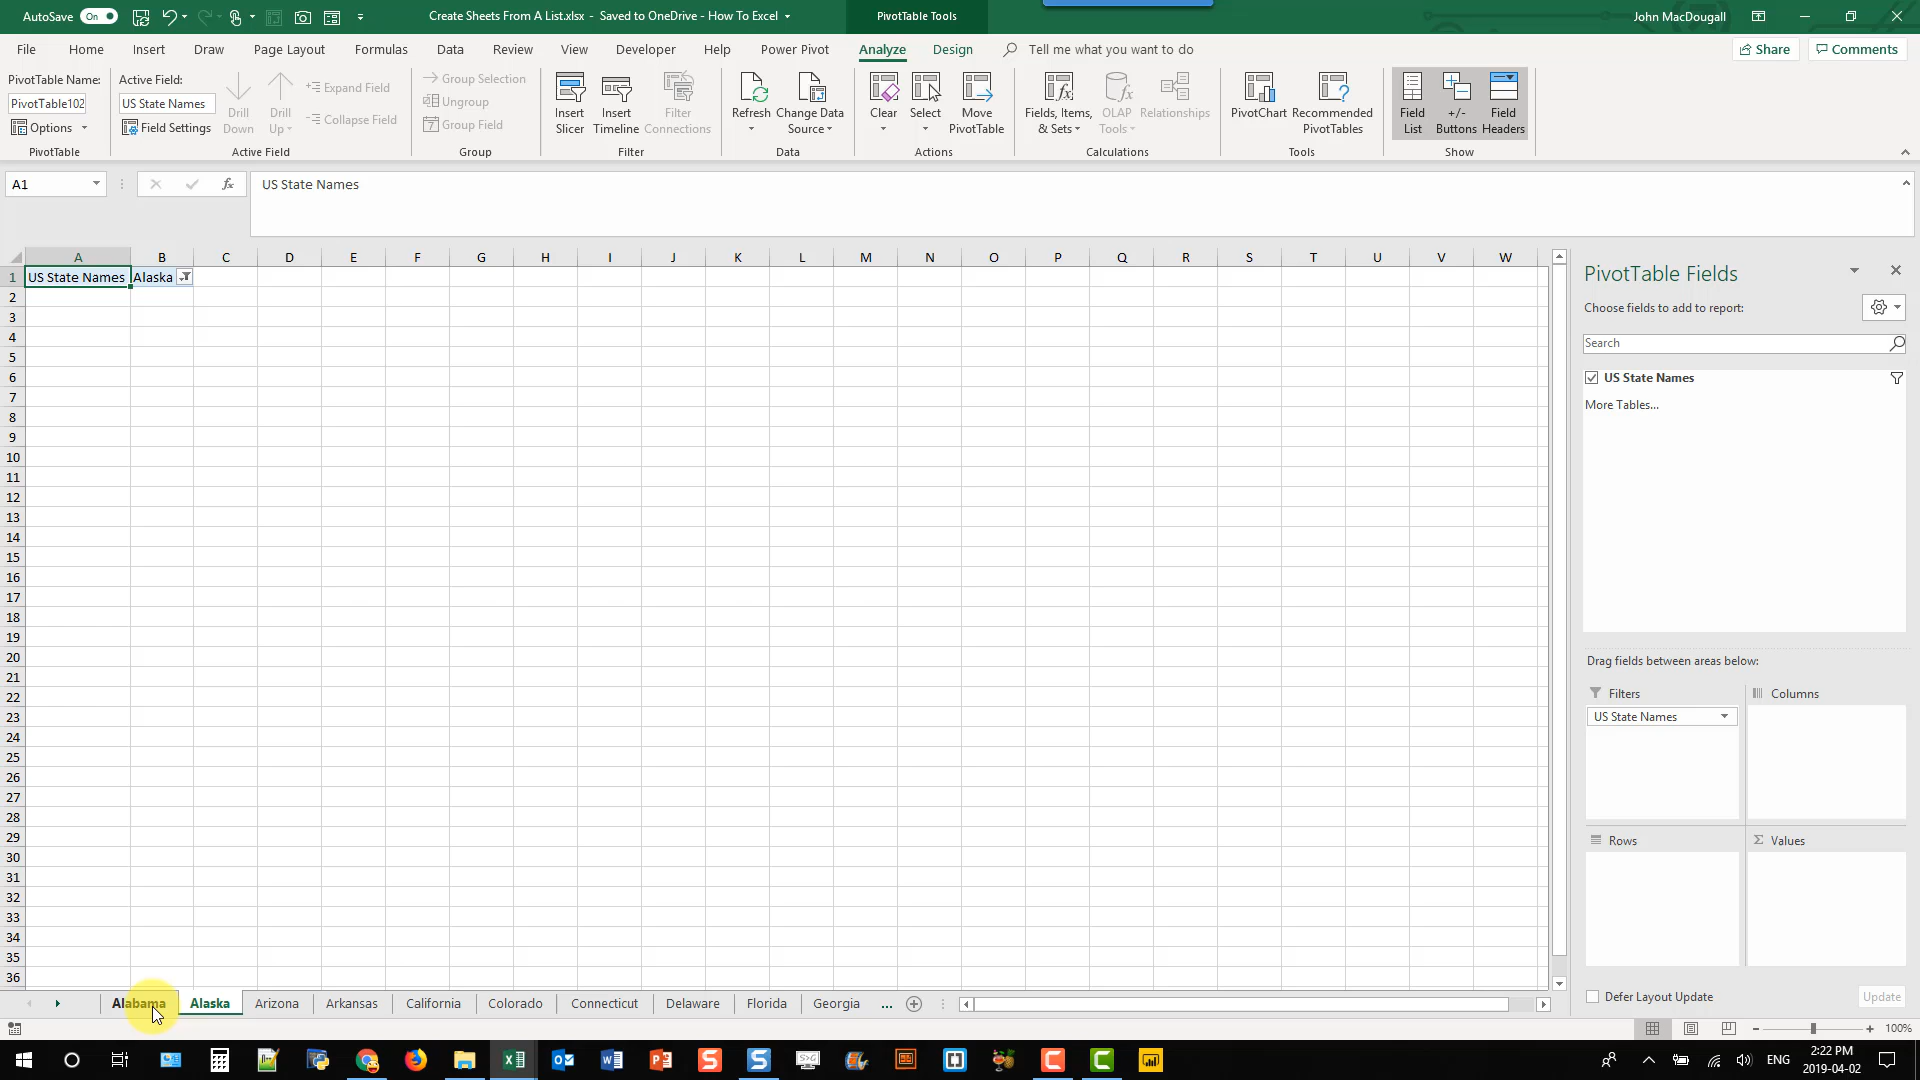 AutoSave On Create Sheets From A List.xlsx - Saved to OneDrive - How To Excel PivotTable Tools John MacDougall
File Home Insert Draw Page Layout Formulas Data Review View Developer Help Power Pivot Analyze Design Tell me what you want to do Share Comments
PivotTable Name:
PivotTable102
Options
PivotTable
Active Field:
US State Names
Field Settings
Drill Down
Drill Up
Expand Field
Collapse Field
Active Field
Group Selection
Ungroup
Group Field
Group
Insert Slicer
Insert Timeline
Filter Connections
Filter
Refresh
Change Data Source
Data
Clear
Select
Move PivotTable
Actions
Fields, Items, & Sets
OLAP Tools
Relationships
Calculations
PivotChart
Recommended PivotTables
Tools
Field List
+/- Buttons
Field Headers
Show
A1 fx US State Names
A B C D E F G H I J K L M N O P Q R S T U V W
1 US State Names Alaska
2
3
4
5
6
7
8
9
10
11
12
13
14
15
16
17
18
19
20
21
22
23
24
25
26
27
28
29
30
31
32
33
34
35
36
PivotTable Fields
Choose fields to add to report:
Search
US State Names
More Tables...
Drag fields between areas below:
Filters
Columns
US State Names
Rows
Σ Values
Defer Layout Update Update
Alabama Alaska Arizona Arkansas California Colorado Connecticut Delaware Florida Georgia ...
100%
ENG 2:22 PM
2019-04-02